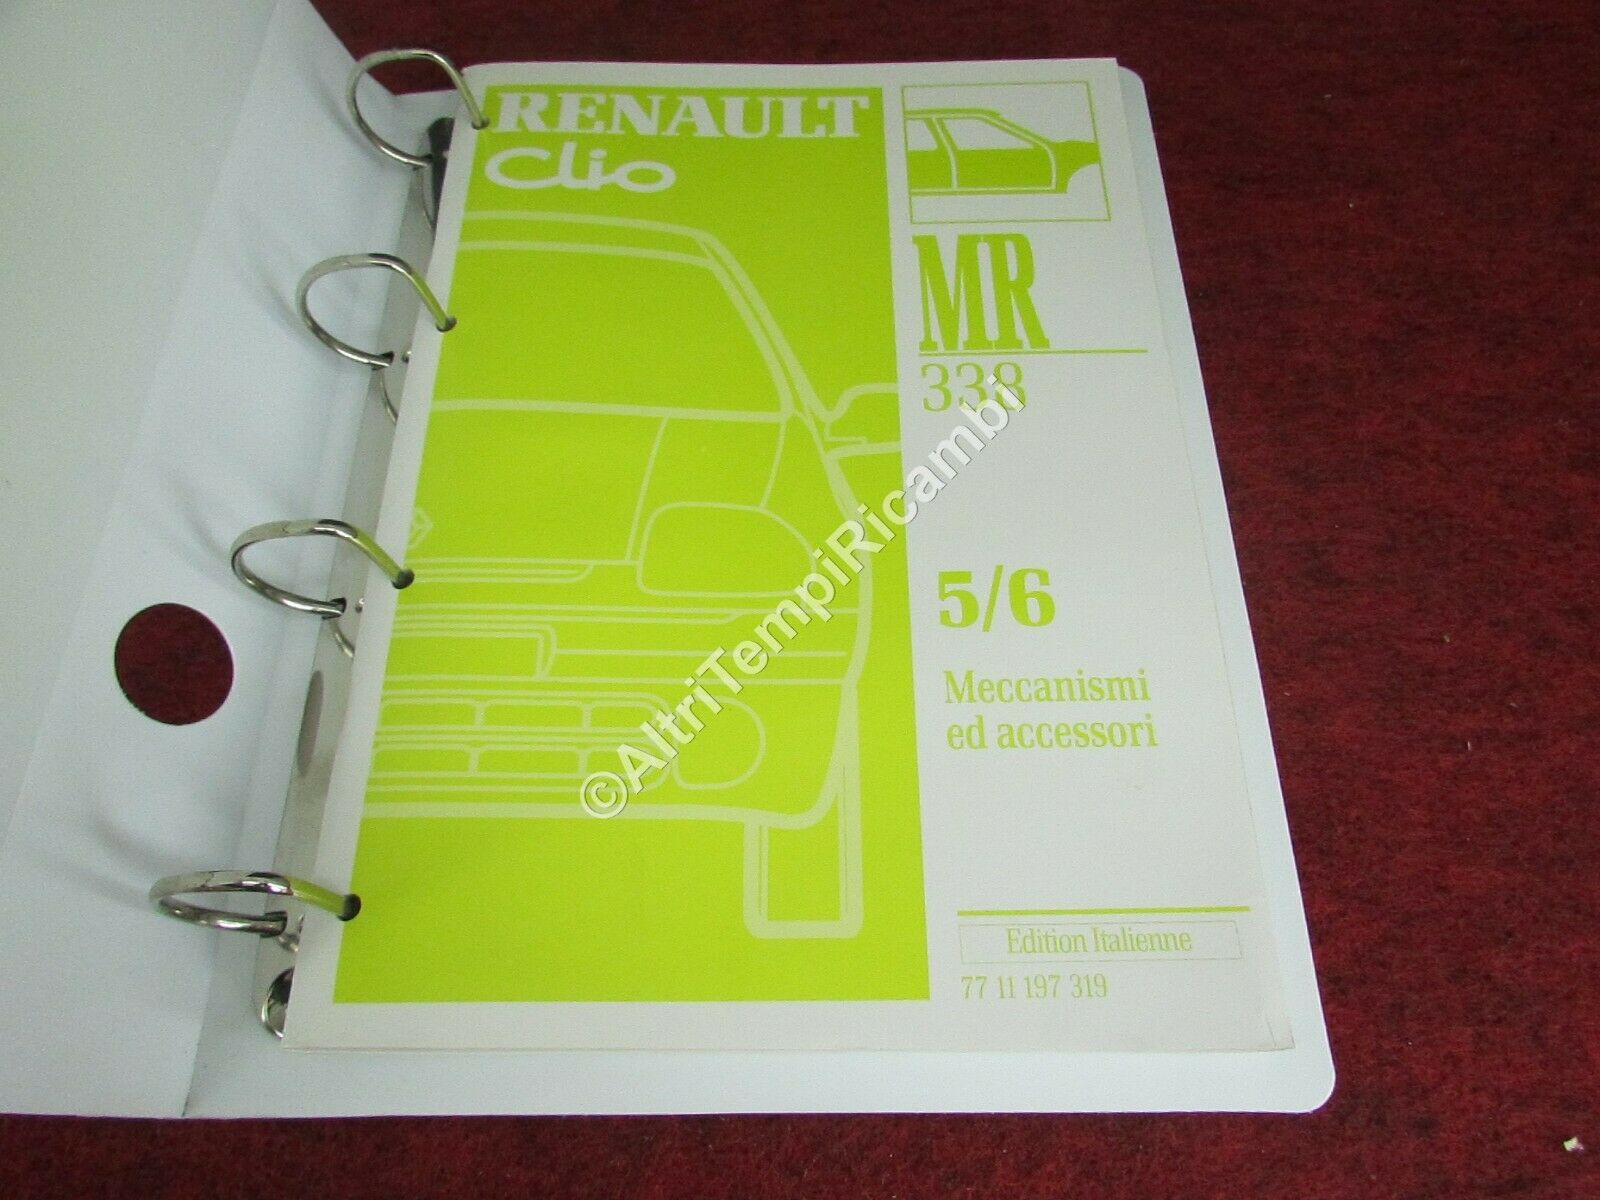 RENAULT
Clio
MR
338
5/6
Meccanismi
ed accessori
Edition Italienne
77 11 197 319
©AltriTempiRicambi